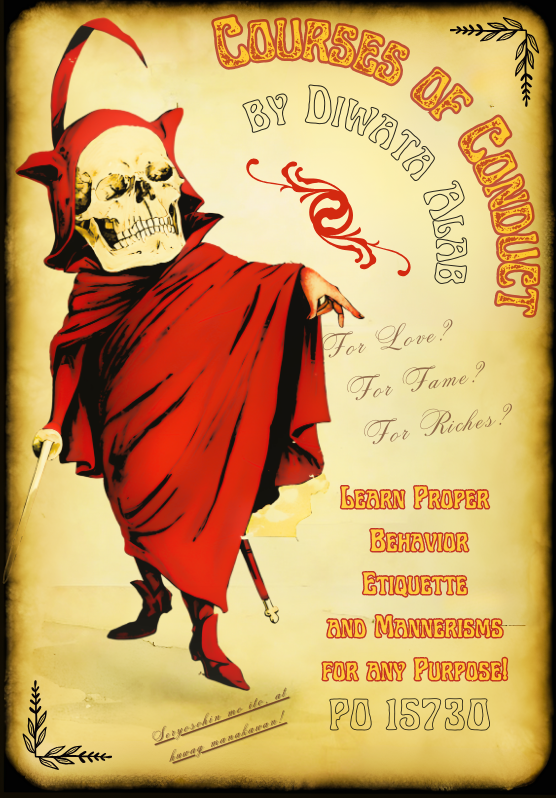 Courses of Conduct
by Diwata Alab
For Love?
For Fame?
For Riches?
Learn Proper
Behavior
Etiquette
and Mannerisms
for any Purpose!
PO 15730
Seryosohin mo ito, at
huwag manakawan!